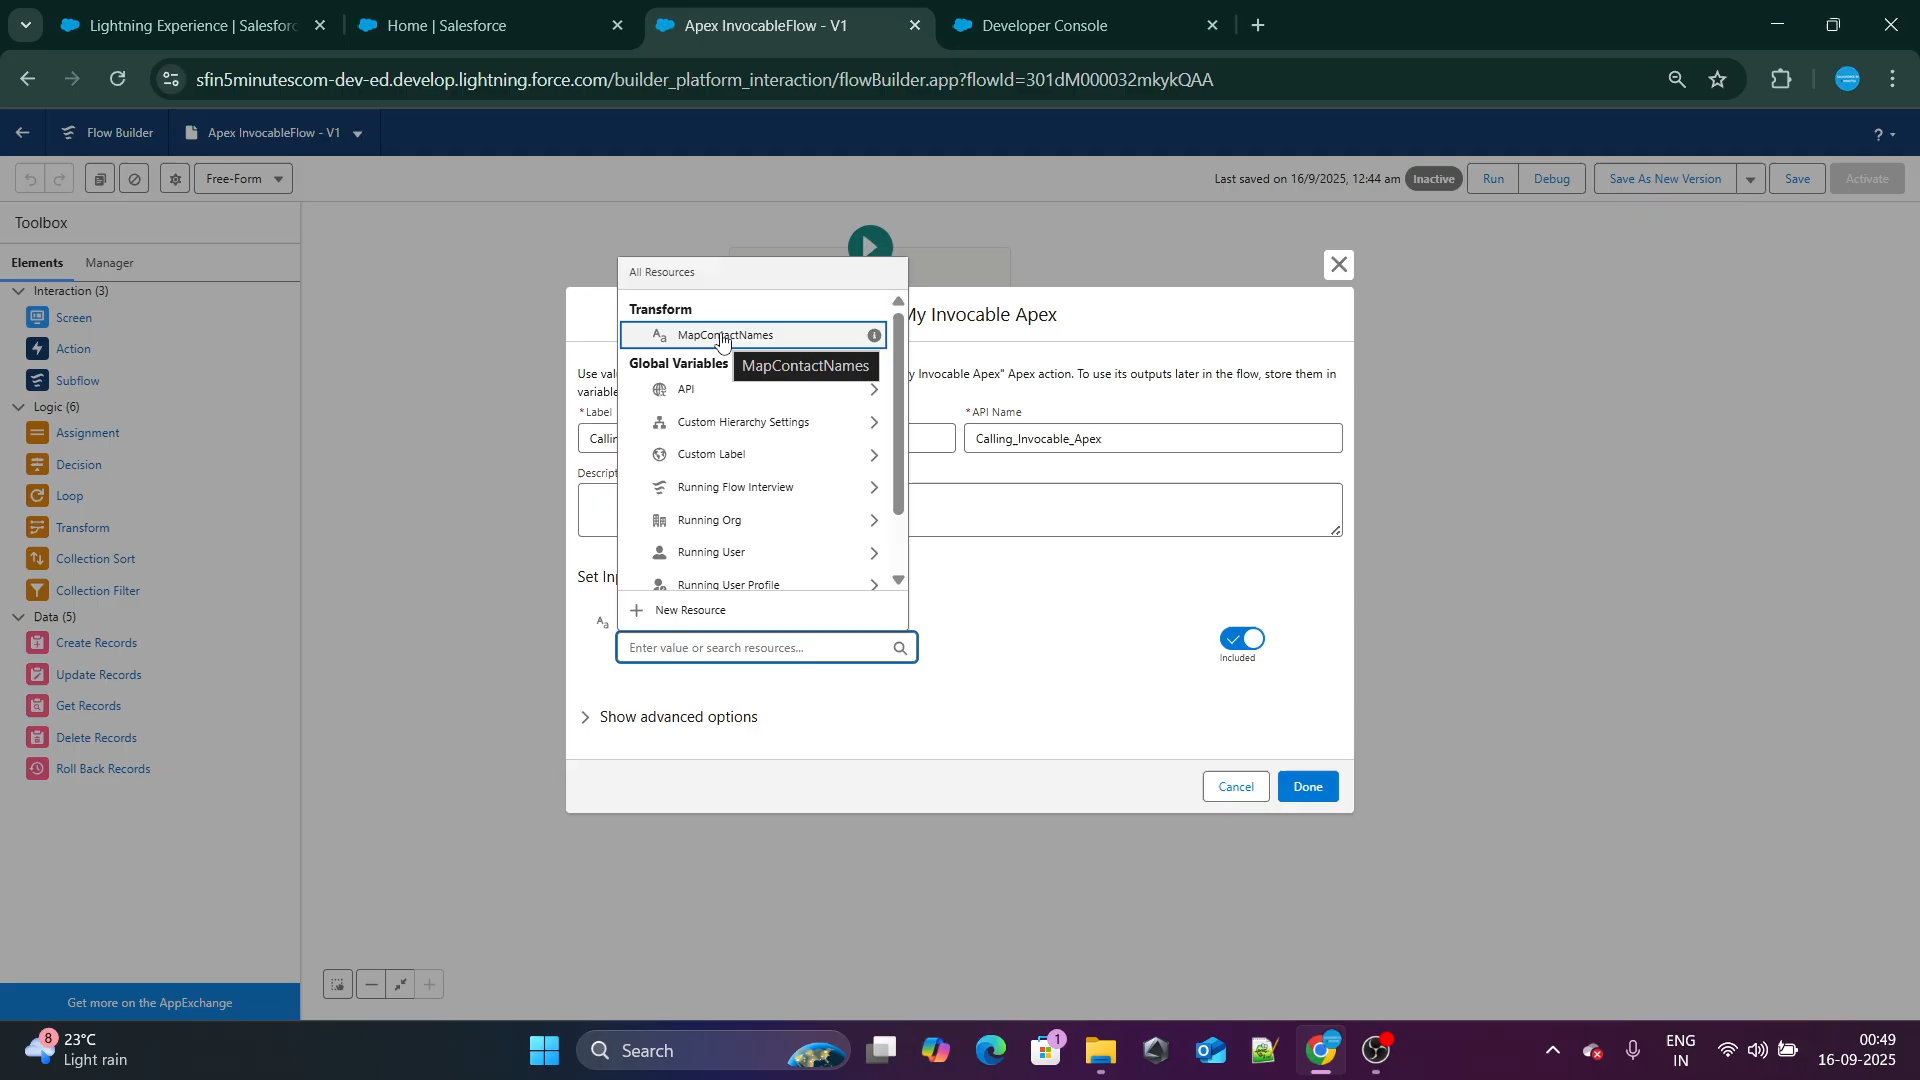 Lightning Experience | Salesforc
Home | Salesforce
Apex InvocableFlow - V1
Developer Console
sfin5minutescom-dev-ed.develop.lightning.force.com/builder_platform_interaction/flowBuilder.app?flowId=301dM000032mkykQAA
Flow Builder
Apex InvocableFlow - V1
?
Free-Form
Last saved on 16/9/2025, 12:44 am
Inactive
Run
Debug
Save As New Version
Save
Activate
Toolbox
Elements
Manager
Interaction (3)
Screen
Action
Subflow
Logic (6)
Assignment
Decision
Loop
Transform
Collection Sort
Collection Filter
Data (5)
Create Records
Update Records
Get Records
Delete Records
Roll Back Records
Get more on the AppExchange
My Invocable Apex
Use val
y Invocable Apex" Apex action. To use its outputs later in the flow, store them in
variable
* Label
* API Name
Callin
Calling_Invocable_Apex
Descript
Set Inp
Aa
All Resources
Transform
Aa MapContactNames
MapContactNames
Global Variables
API
Custom Hierarchy Settings
Custom Label
Running Flow Interview
Running Org
Running User
Running User Profile
New Resource
Enter value or search resources...
Included
Show advanced options
Cancel
Done
8
23°C
Light rain
Search
1
ENG
IN
00:49
16-09-2025